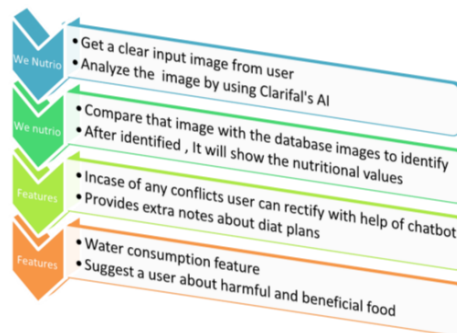 We Nutrio
• Get a clear input image from user
• Analyze the image by using Clarifal's AI
We nutrio
• Compare that image with the database images to identify
• After identified , It will show the nutritional values
Features
• Incase of any conflicts user can rectify with help of chatbot
• Provides extra notes about diat plans
Features
• Water consumption feature
• Suggest a user about harmful and beneficial food